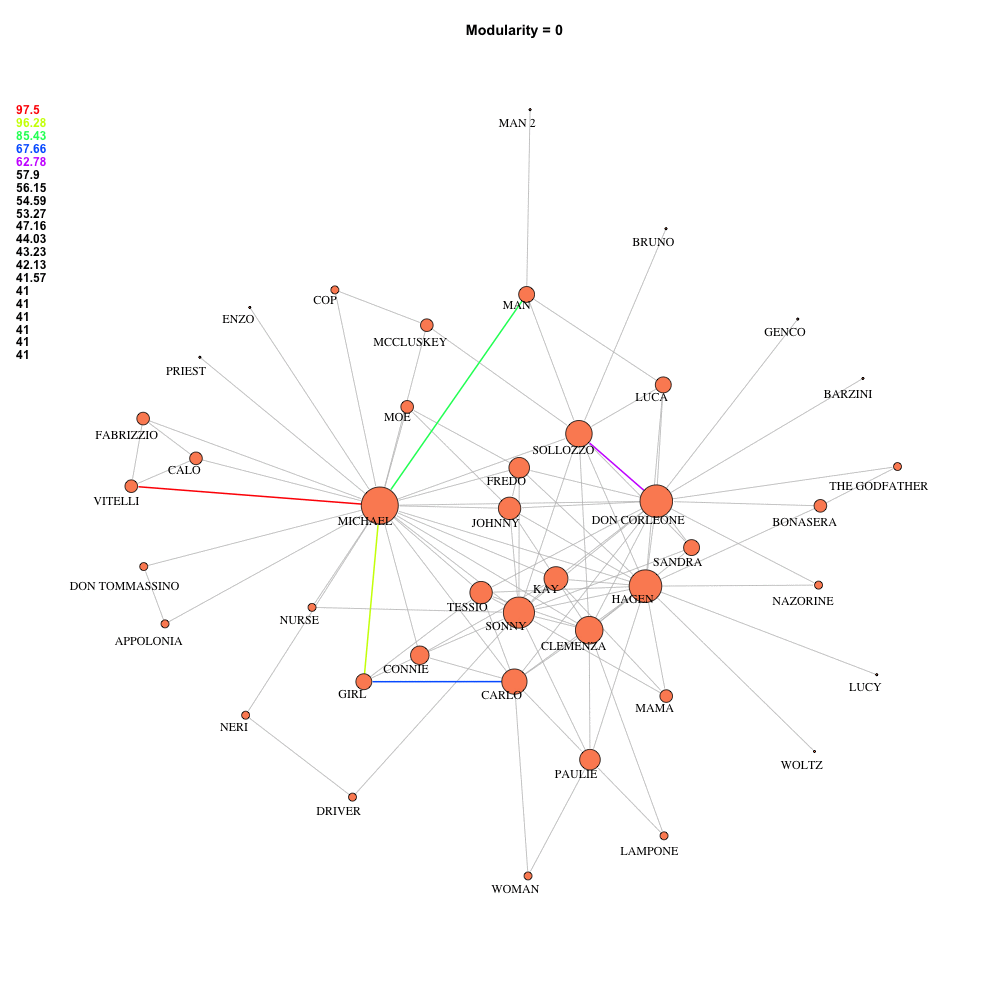 Modularity = 0
97.5
96.28
85.43
67.66
62.78
57.9
56.15
54.59
53.27
47.16
44.03
43.23
42.13
41.57
41
41
41
41
41
41
MAN 2
BRUNO
COP
MAN
ENZO
GENCO
MCCLUSKEY
PRIEST
BARZINI
LUCA
MOE
FABRIZZIO
SOLLOZZO
CALO
FREDO
THE GODFATHER
VITELLI
MICHAEL
DON CORLEONE
JOHNNY
BONASERA
SANDRA
DON TOMMASSINO
KAY
HAGEN
NAZORINE
TESSIO
NURSE
SONNY
APPOLONIA
CLEMENZA
CONNIE
LUCY
GIRL
CARLO
MAMA
NERI
WOLTZ
PAULIE
DRIVER
LAMPONE
WOMAN